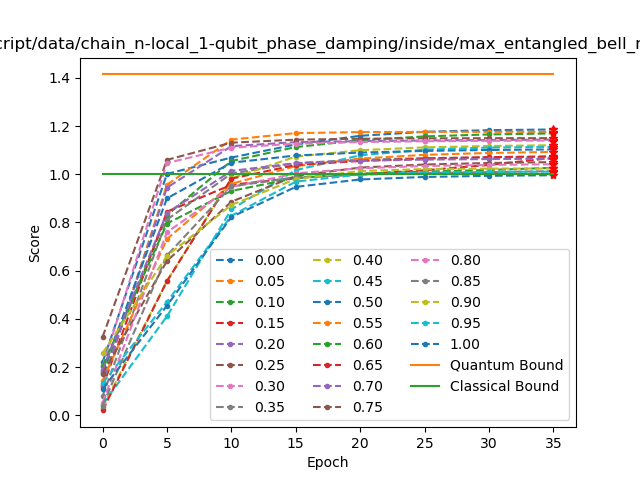 cript/data/chain_n-local_1-qubit_phase_damping/inside/max_entangled_bell_r
1.4
1.2
1.0
0.8
0.6
0.4
0.2
0.0
Score
0 5 10 15 20 25 30 35
Epoch
0.00 0.40 0.80
0.05 0.45 0.85
0.10 0.50 0.90
0.15 0.55 0.95
0.20 0.60 1.00
0.25 0.65 Quantum Bound
0.30 0.70 Classical Bound
0.35 0.75